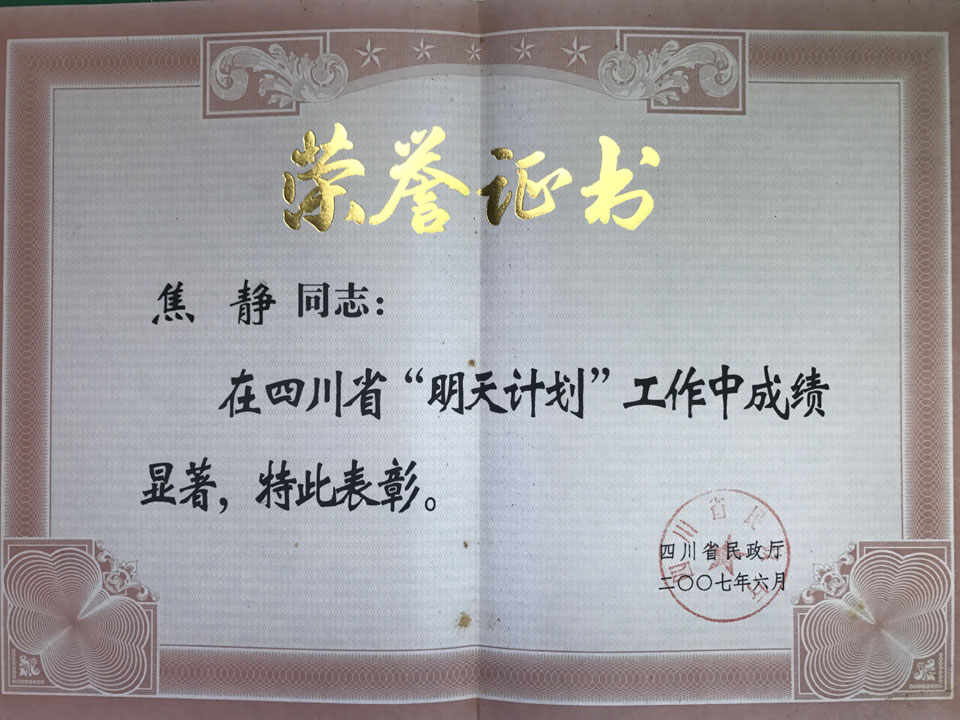 荣誉证书
焦 静 同志：
在四川省“明天计划”工作中成绩
显著，特此表彰。
四川省民政厅
二〇〇七年六月